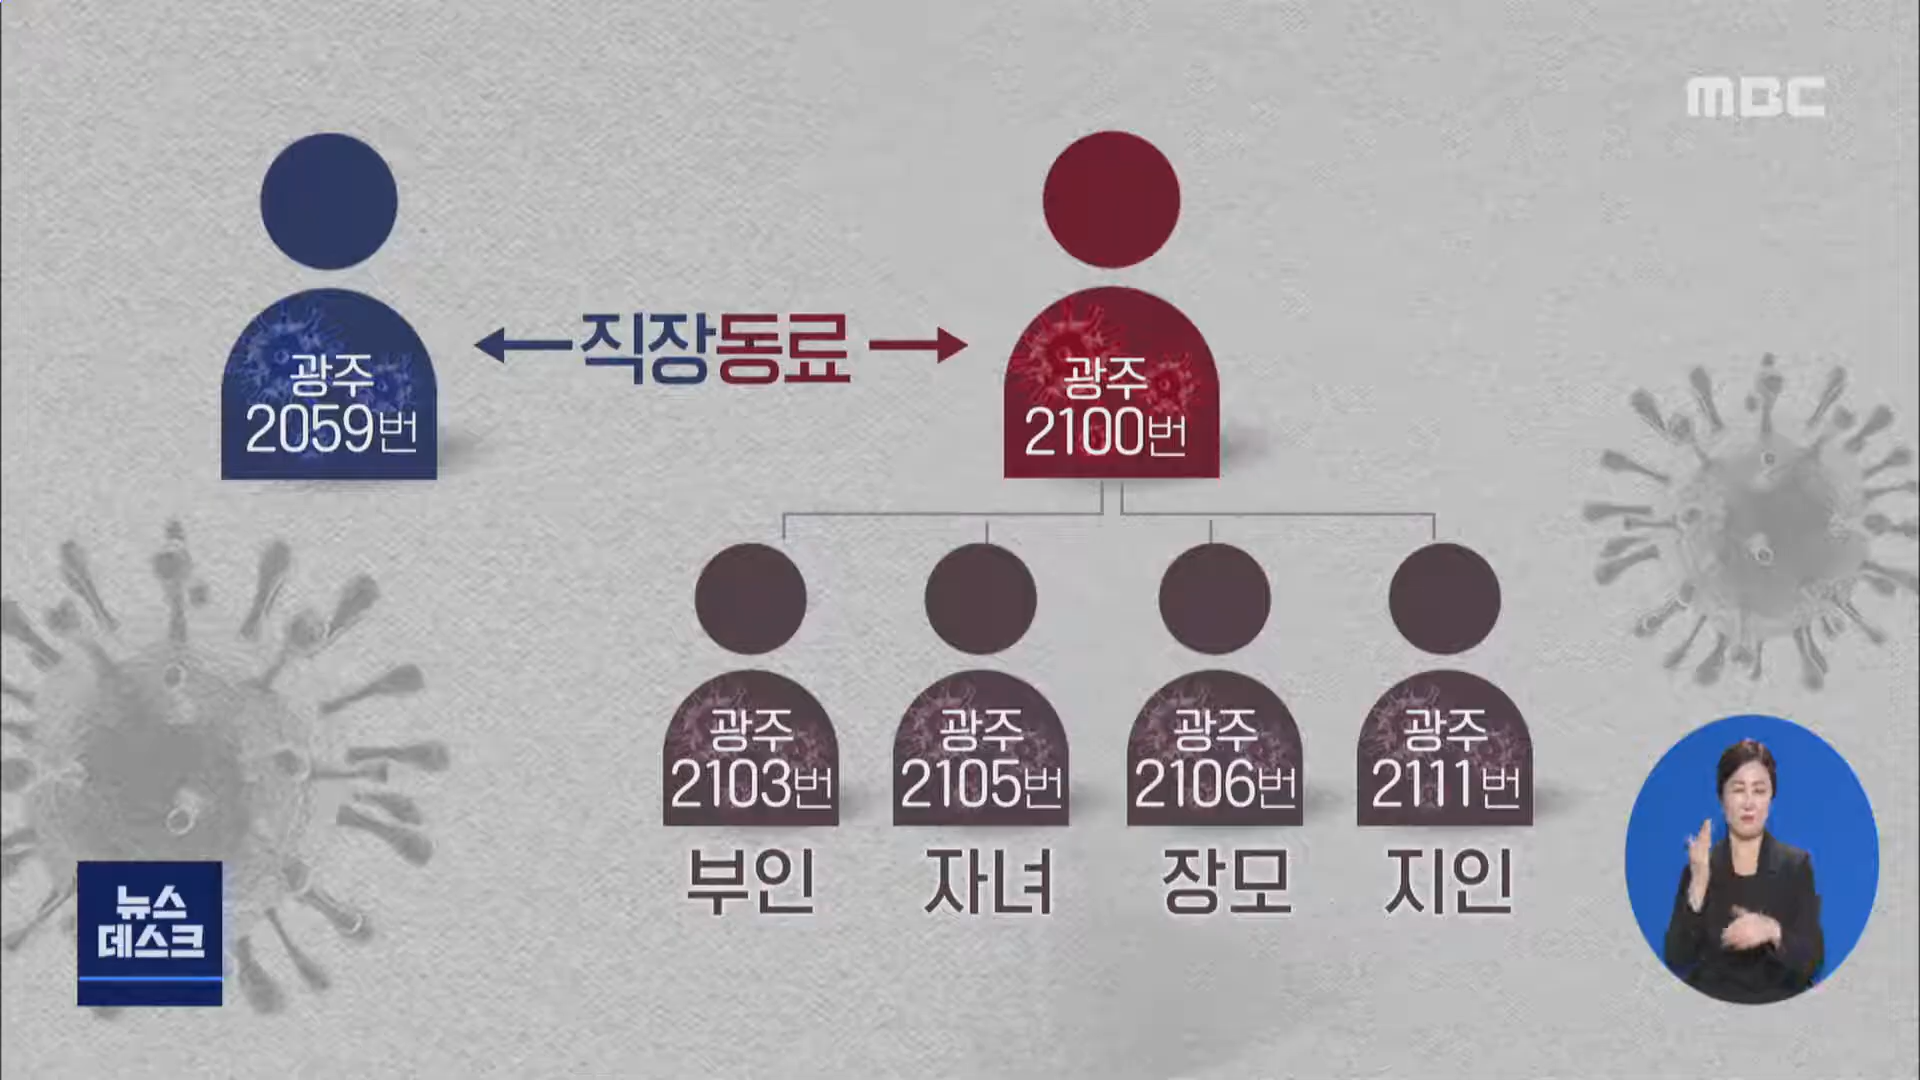 MBC
광주
2059번
직장동료
광주
2100번
광주
2103번
광주
2105번
광주
2106번
광주
2111번
부인
자녀
장모
지인
뉴스
데스크